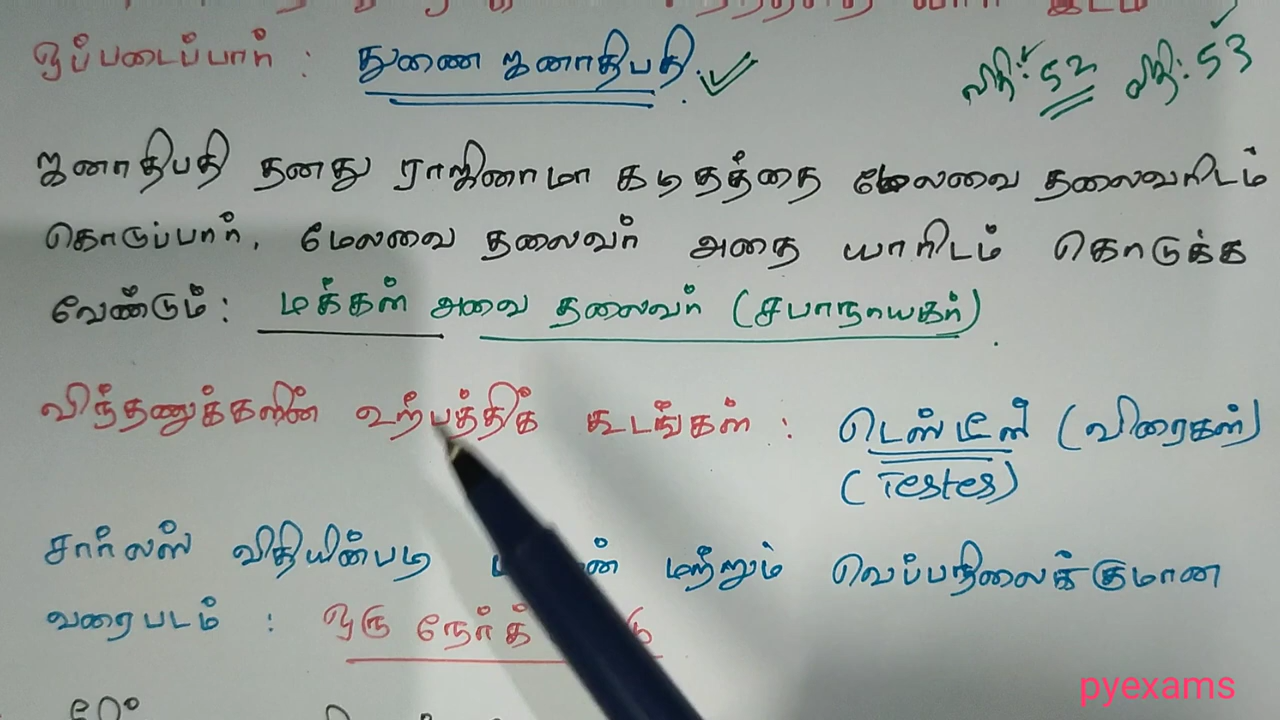 ஒப்படைப்பார் : துணை ஜனாதிபதி. விதி: 52 விதி: 53
ஜனாதிபதி தனது ராஜினாமா கடிதத்தை மேலவை தலைவரிடம்
கொடுப்பார், மேலவை தலைவர் அதை யாரிடம் கொடுக்க
வேண்டும்: மக்கள் அவை தலைவர் (சபாநாயகர்).
விந்தணுக்களின் உற்பத்திக் கூடங்கள் : டெஸ்டீஸ் (விரைகள்)
(Testes)
சார்லஸ் விதியின்படி மற்றும் வெப்பநிலைக்குமான
வரைபடம் : ஒரு நேர்க்
pyexams